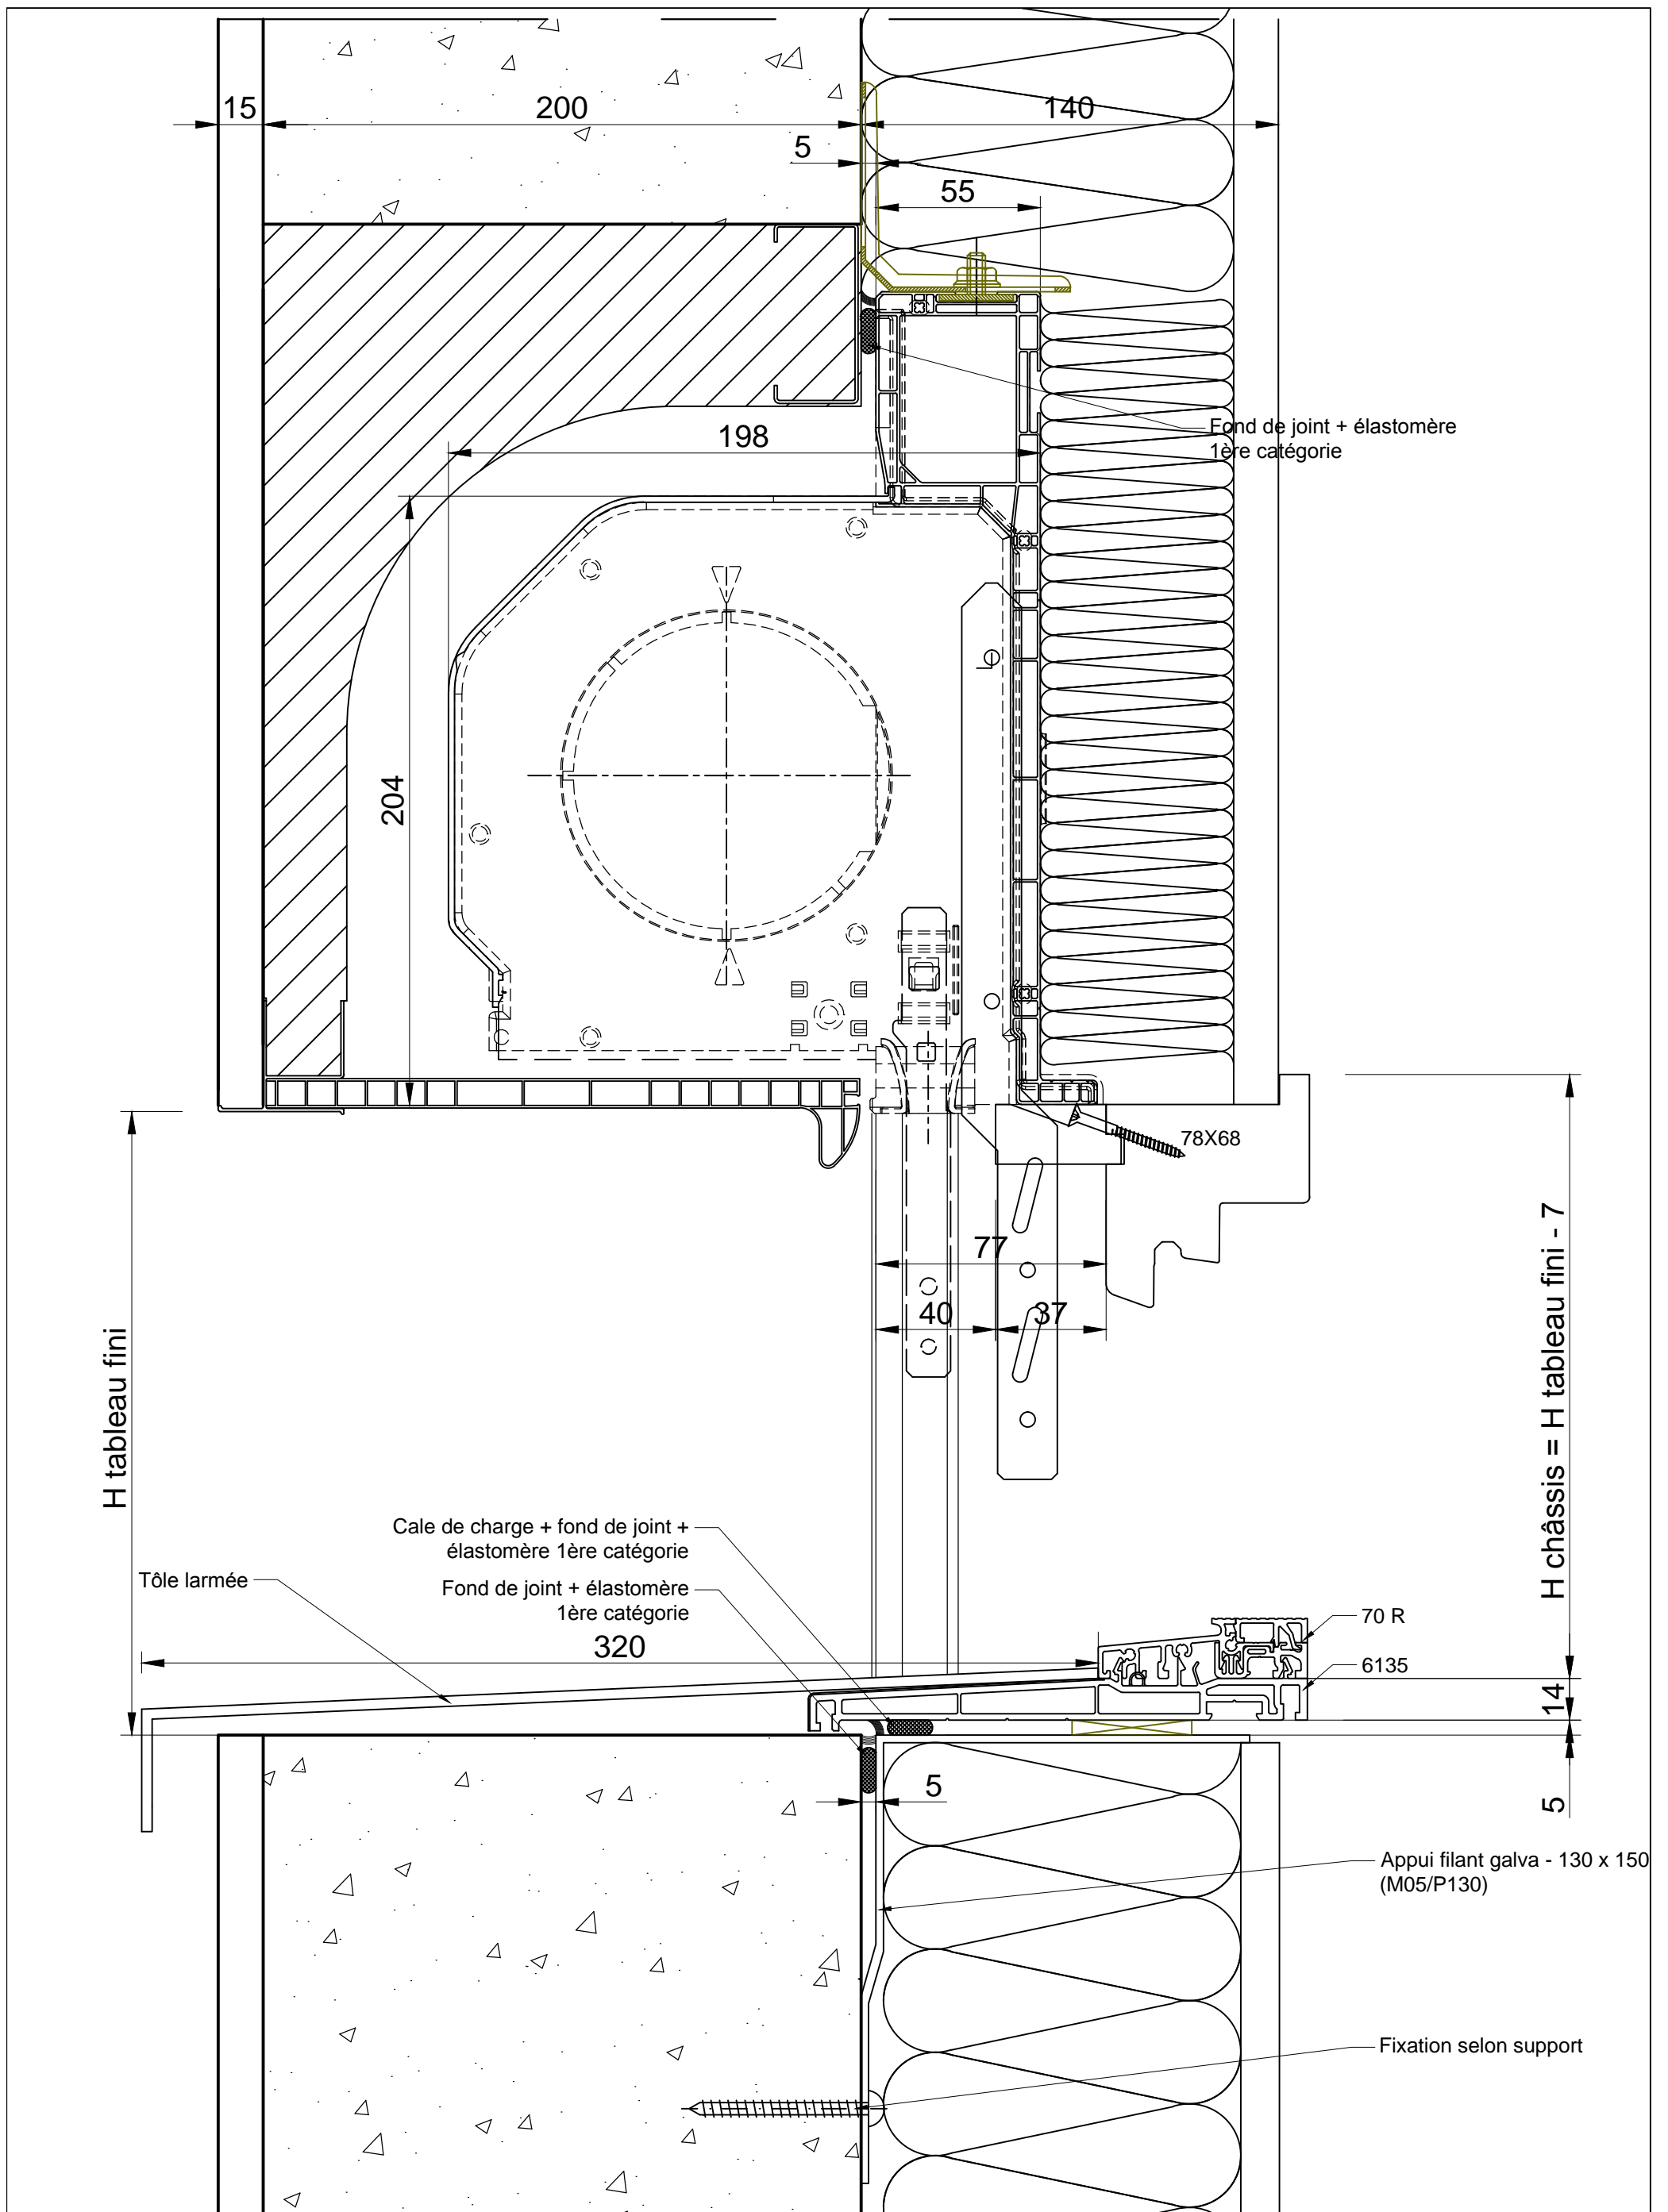 15
200
140
5
55
Fond de joint + élastomère
1ère catégorie
198
204
78X68
77
40
37
H tableau fini
H châssis = H tableau fini - 7
Cale de charge + fond de joint +
élastomère 1ère catégorie
Tôle larmée
Fond de joint + élastomère
1ère catégorie
320
70 R
6135
14
5
5
Appui filant galva - 130 x 150
(M05/P130)
Fixation selon support